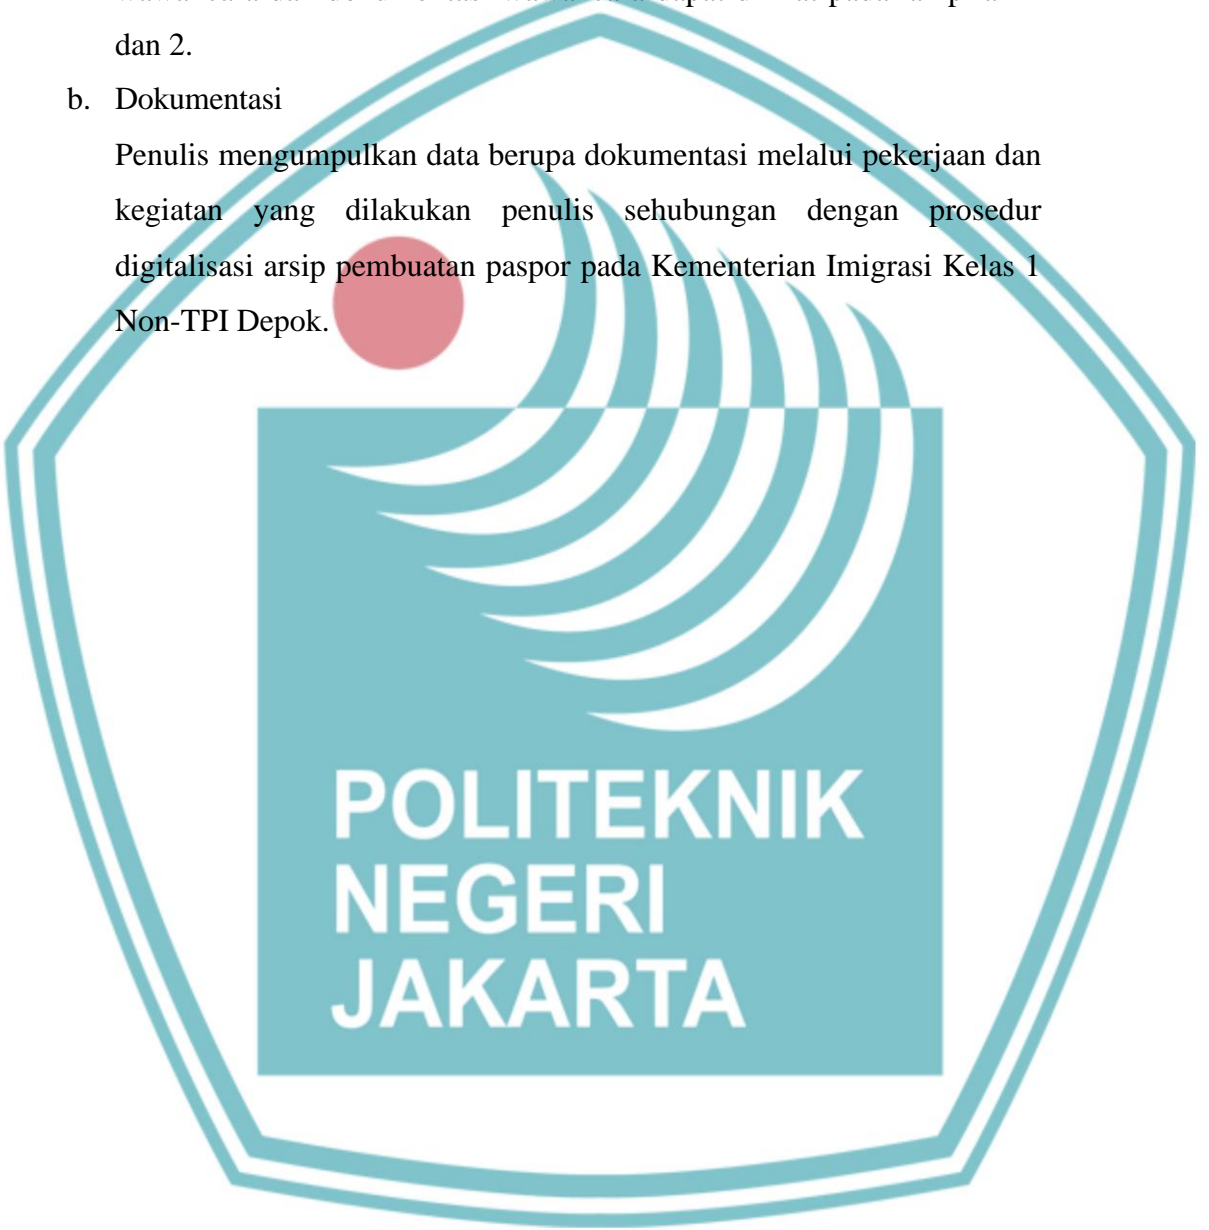 dan 2.
b. Dokumentasi
Penulis mengumpulkan data berupa dokumentasi melalui pekerjaan dan
kegiatan yang dilakukan penulis sehubungan dengan prosedur
digitalisasi arsip pembuatan paspor pada Kementerian Imigrasi Kelas 1
Non-TPI Depok.
POLITEKNIK
NEGERI
JAKARTA